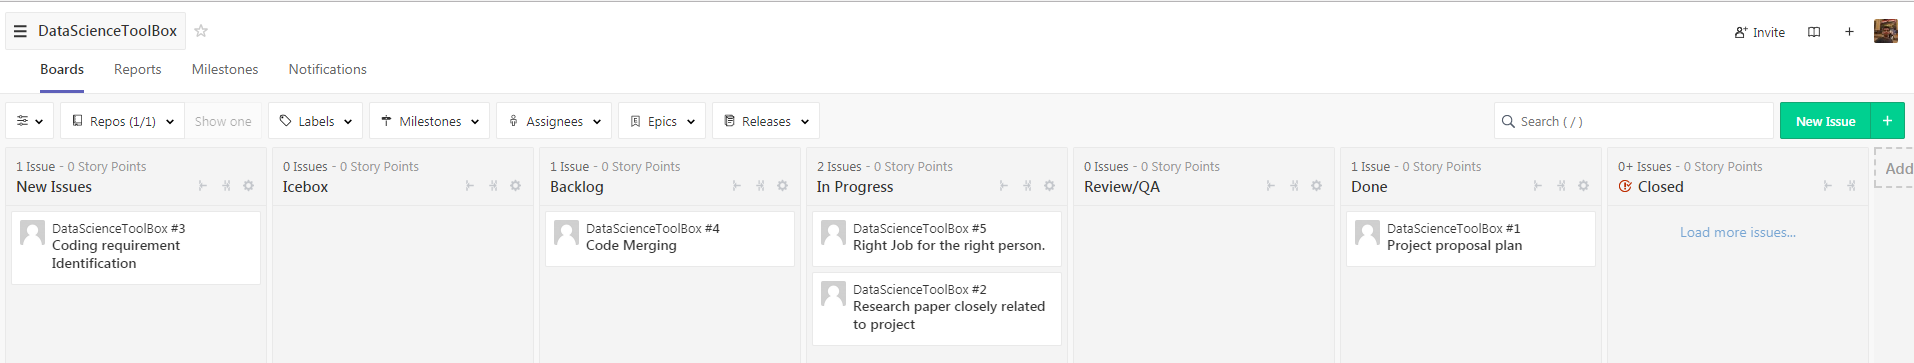 DataScienceToolBox
Invite
Boards Reports Milestones Notifications
Repos (1/1) Show one Labels Milestones Assignees Epics Releases Search ( / ) New Issue +
1 Issue - 0 Story Points
New Issues
DataScienceToolBox #3
Coding requirement
Identification
0 Issues - 0 Story Points
Icebox
1 Issue - 0 Story Points
Backlog
DataScienceToolBox #4
Code Merging
2 Issues - 0 Story Points
In Progress
DataScienceToolBox #5
Right Job for the right person.
DataScienceToolBox #2
Research paper closely related
to project
0 Issues - 0 Story Points
Review/QA
1 Issue - 0 Story Points
Done
DataScienceToolBox #1
Project proposal plan
0+ Issues - 0 Story Points
Closed
Load more issues...
Add